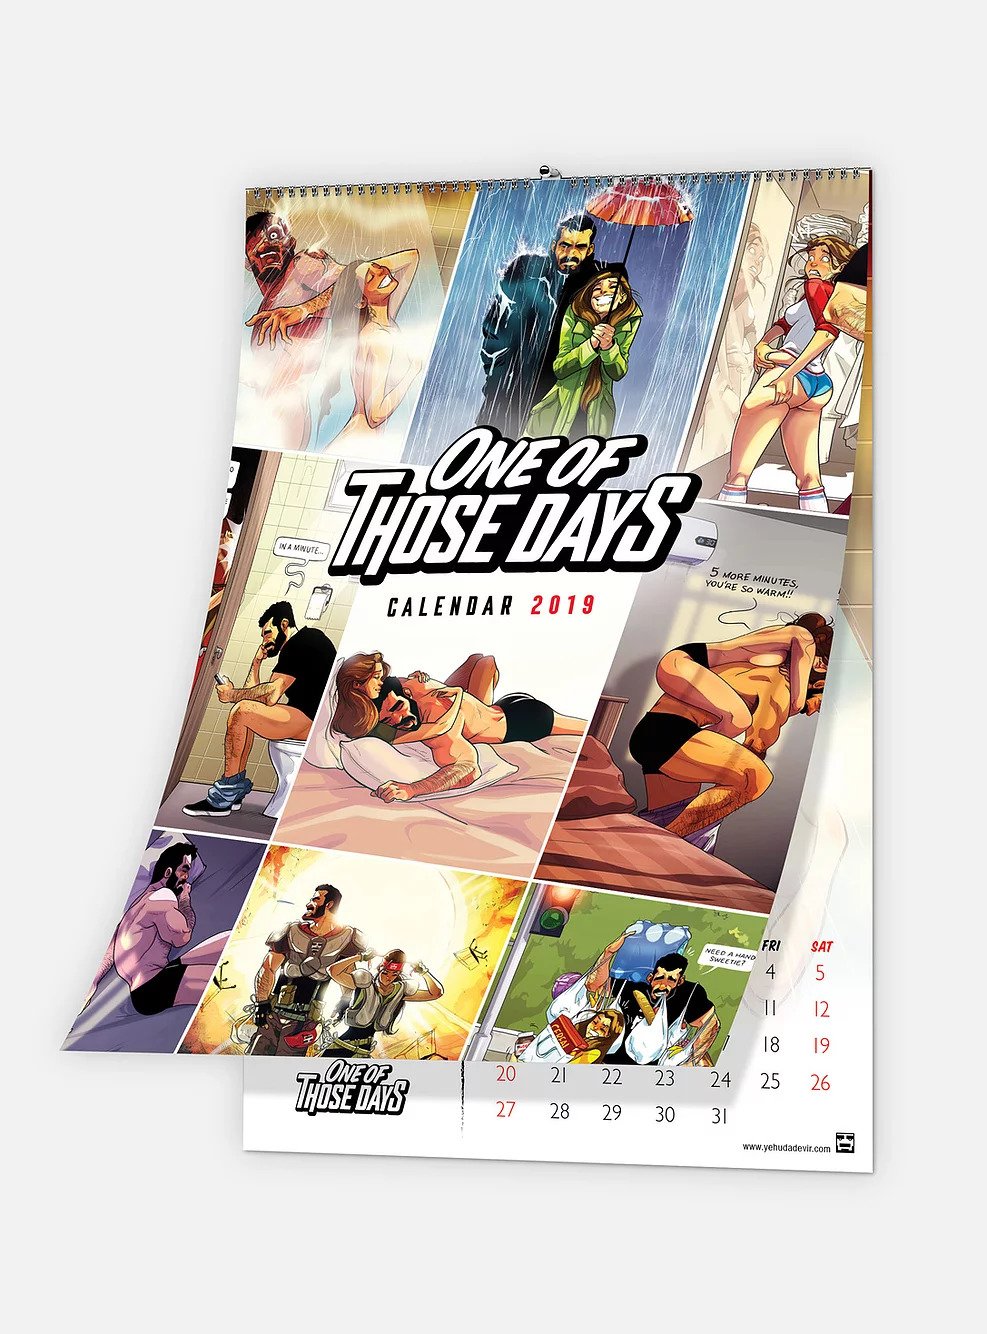 ONE OF
THOSE DAYS
CALENDAR 2019
IN A MINUTE...
5 MORE MINUTES,
YOU'RE SO WARM!!
NEED A HAND
SWEETIE?
CEREAL
FRI SAT
4 5
11 12
18 19
20 21 22 23 24 25 26
27 28 29 30 31
ONE OF
THOSE DAYS
www.yehudadevir.com